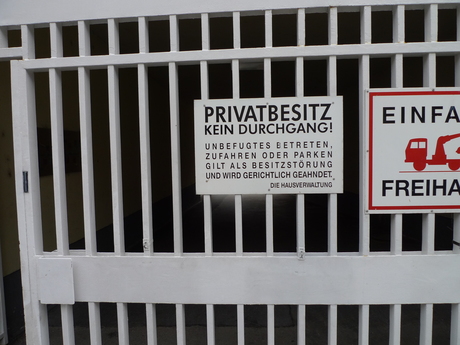 PRIVATBESITZ
KEIN DURCHGANG!
UNBEFUGTES BETRETEN,
ZUFAHREN ODER PARKEN
GILT ALS BESITZSTÖRUNG
UND WIRD GERICHTLICH GEAHNDET.
DIE HAUSVERWALTUNG
EINFA
FREIHA